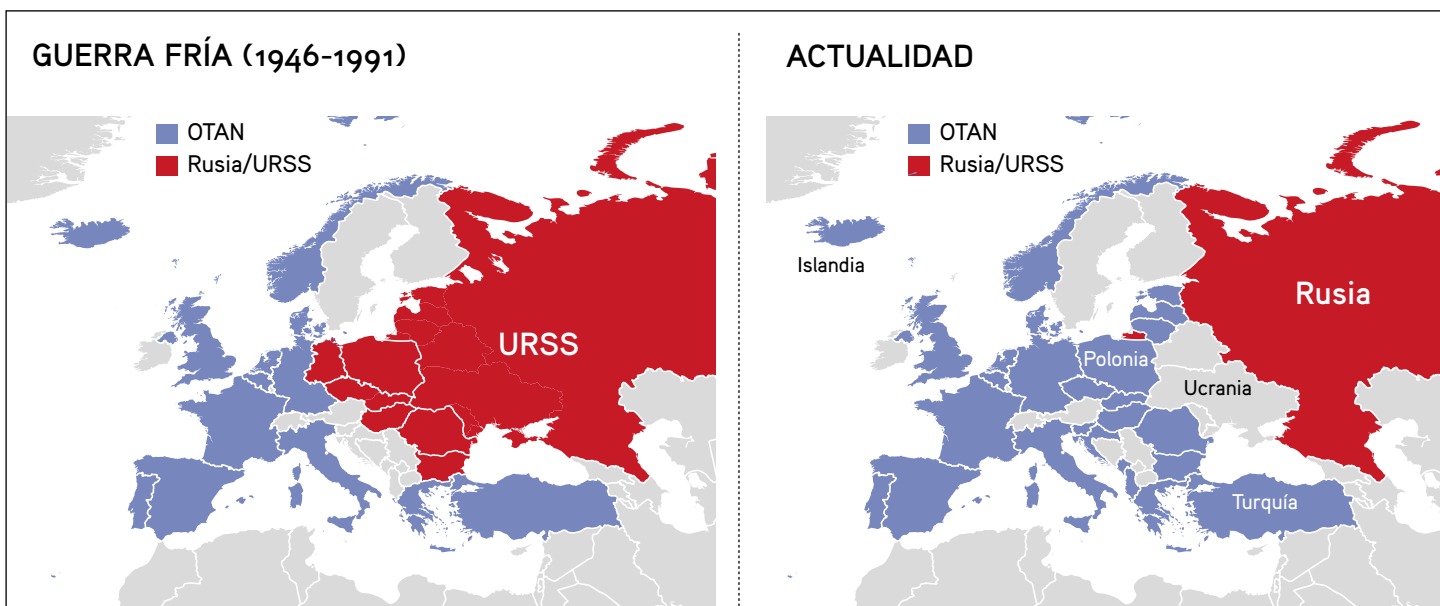 GUERRA FRÍA (1946-1991)
OTAN
Rusia/URSS
URSS
ACTUALIDAD
OTAN
Rusia/URSS
Islandia
Rusia
Polonia
Ucrania
Turquía